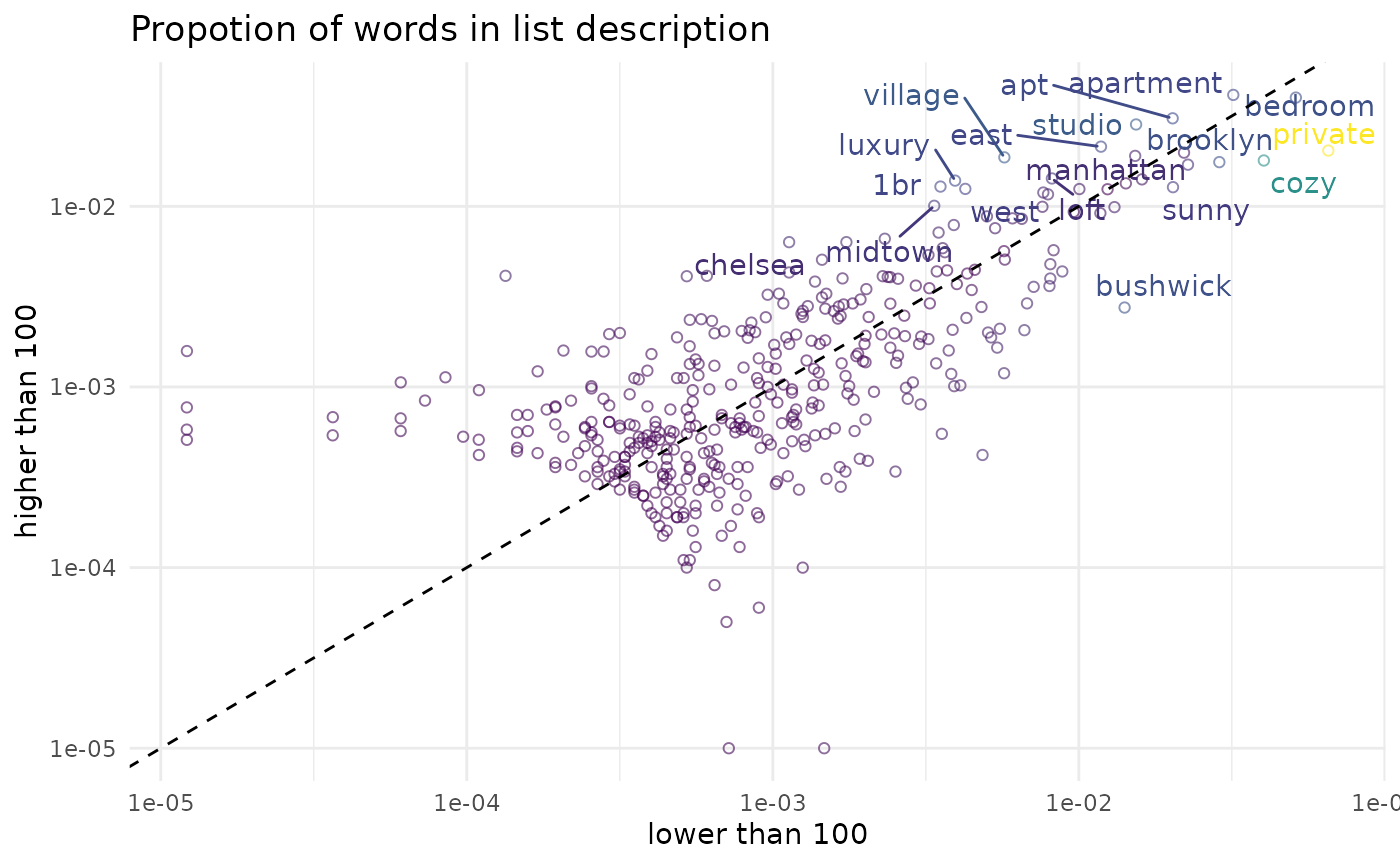 Propotion of words in list description
apt
apartment
village
bedroom
studio
private
east
brooklyn
luxury
manhattan
1br
cozy
west
loft
sunny
midtown
chelsea
bushwick
higher than 100
1e-02
1e-03
1e-04
1e-05
1e-05
1e-04
1e-03
1e-02
1e-0
lower than 100